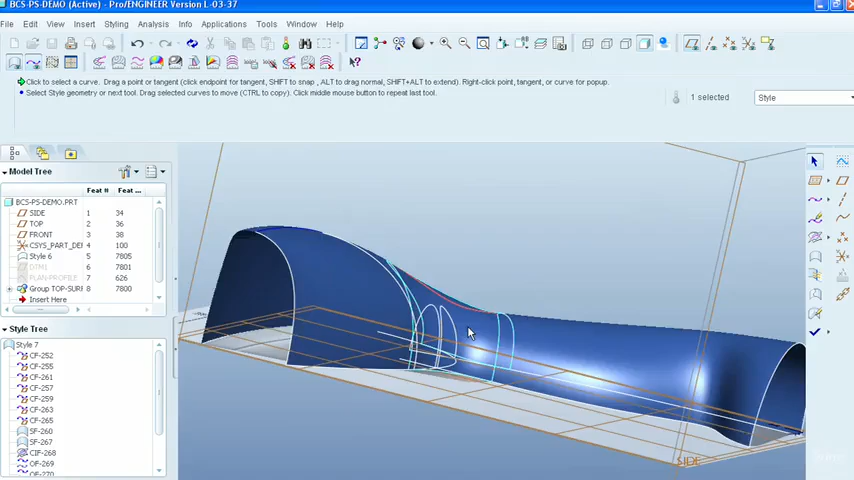 BCS-PS-DEMO (Active) - Pro/ENGINEER Version L-03-37
File Edit View Insert Styling Analysis Info Applications Tools Window Help
Click to select a curve. Drag a point or tangent (click endpoint for tangent, SHIFT to snap , ALT to drag normal, SHIFT+ALT to extend). Right-click point, tangent, or curve for popup.
Select Style geometry or next tool. Drag selected curves to move (CTRL to copy). Click middle mouse button to repeat last tool.
1 selected
Style
Model Tree
Feat # Feat ...
BCS-PS-DEMO.PRT
SIDE 1 34
TOP 2 36
FRONT 3 38
CSYS_PART_DEF 4 100
Style 6 5 7805
DTM1 6 7801
PLAN-PROFILE 7 626
Group TOP-SURF 8 7800
Insert Here
Style Tree
Style 7
CF-252
CF-255
CF-261
CF-257
CF-259
CF-263
CF-265
SF-260
SF-267
CIF-268
OF-269
OF-270
SIDE